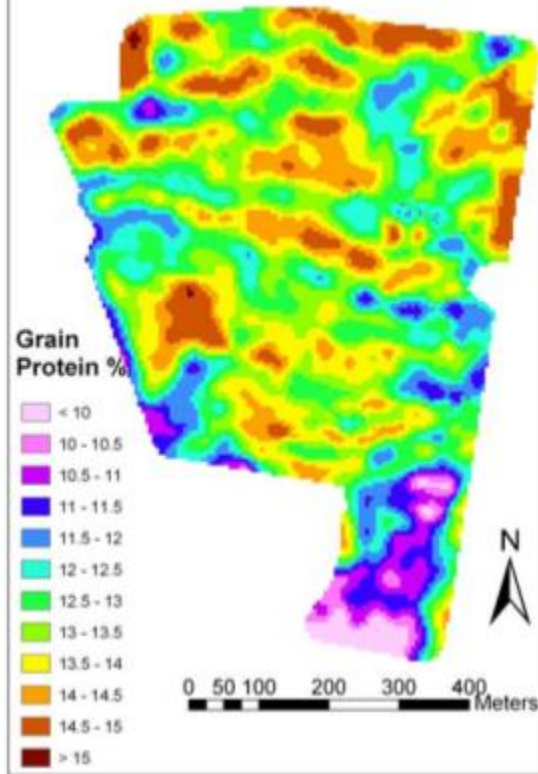 Grain
Protein %
< 10
10 - 10.5
10.5 - 11
11 - 11.5
11.5 - 12
12 - 12.5
12.5 - 13
13 - 13.5
13.5 - 14
14 - 14.5
14.5 - 15
> 15
N
0 50 100 200 300 400
Meters